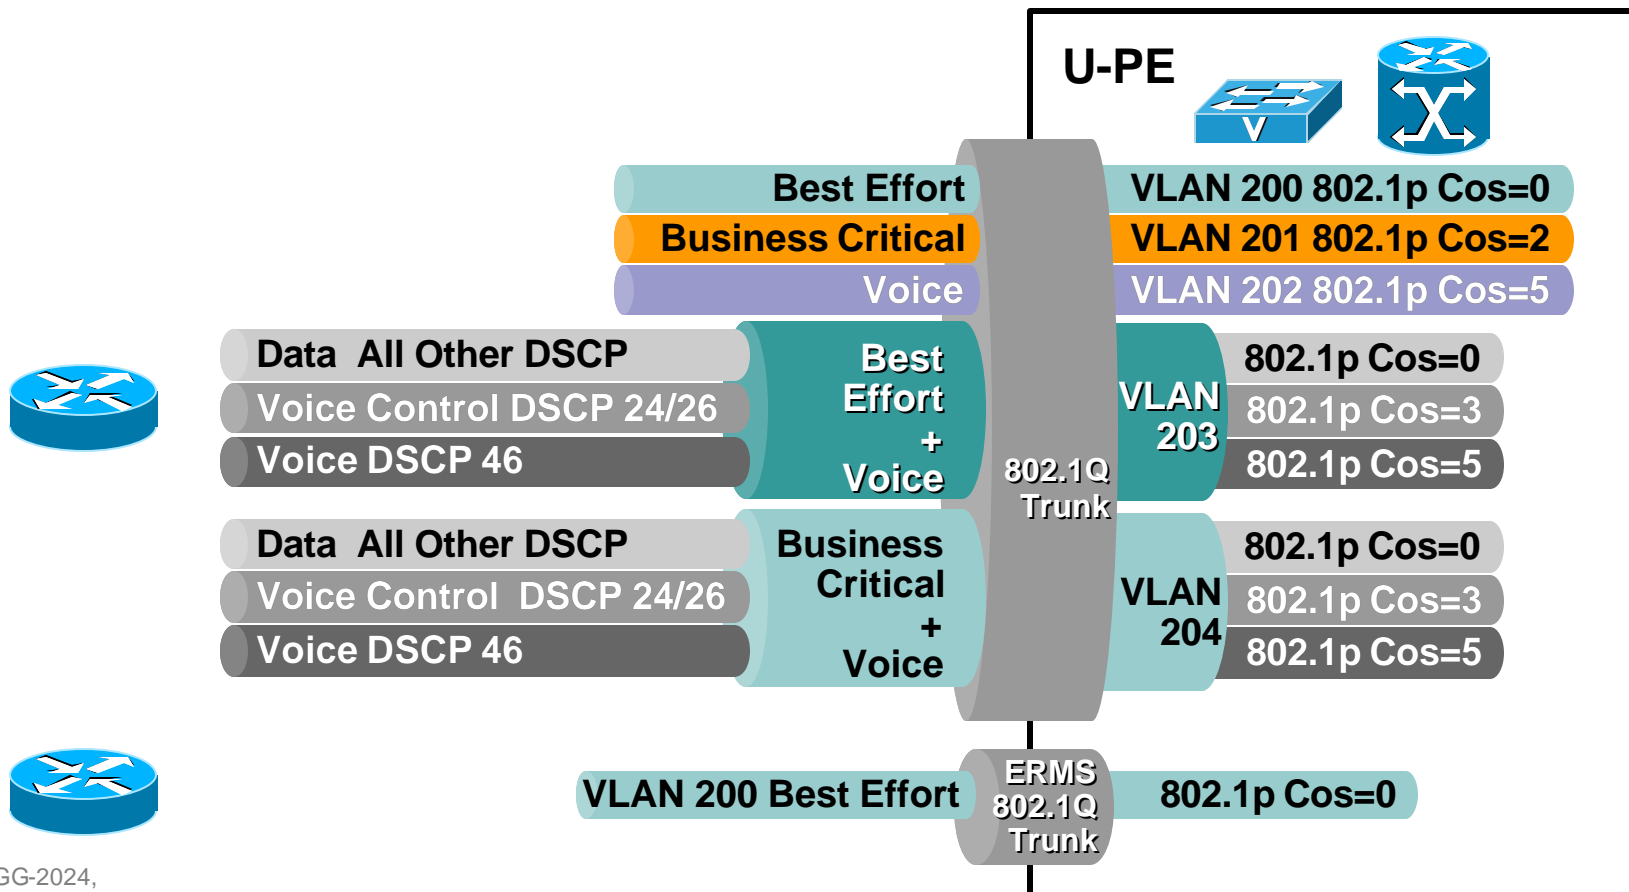 U-PE
V
Best Effort
VLAN 200 802.1p Cos=0
Business Critical
VLAN 201 802.1p Cos=2
Voice
VLAN 202 802.1p Cos=5
Data  All Other DSCP
Voice Control DSCP 24/26
Voice DSCP 46
Best
Effort
+
Voice
802.1Q
Trunk
VLAN
203
802.1p Cos=0
802.1p Cos=3
802.1p Cos=5
Data  All Other DSCP
Voice Control  DSCP 24/26
Voice DSCP 46
Business
Critical
+
Voice
VLAN
204
802.1p Cos=0
802.1p Cos=3
802.1p Cos=5
VLAN 200 Best Effort
ERMS
802.1Q
Trunk
802.1p Cos=0
GG-2024,